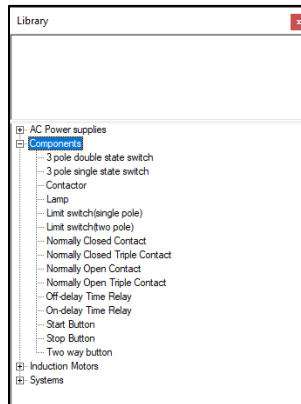 Library
x
AC Power supplies
Components
3 pole double state switch
3 pole single state switch
Contactor
Lamp
Limit switch(single pole)
Limit switch(two pole)
Normally Closed Contact
Normally Closed Triple Contact
Normally Open Contact
Normally Open Triple Contact
Off-delay Time Relay
On-delay Time Relay
Start Button
Stop Button
Two way button
Induction Motors
Systems